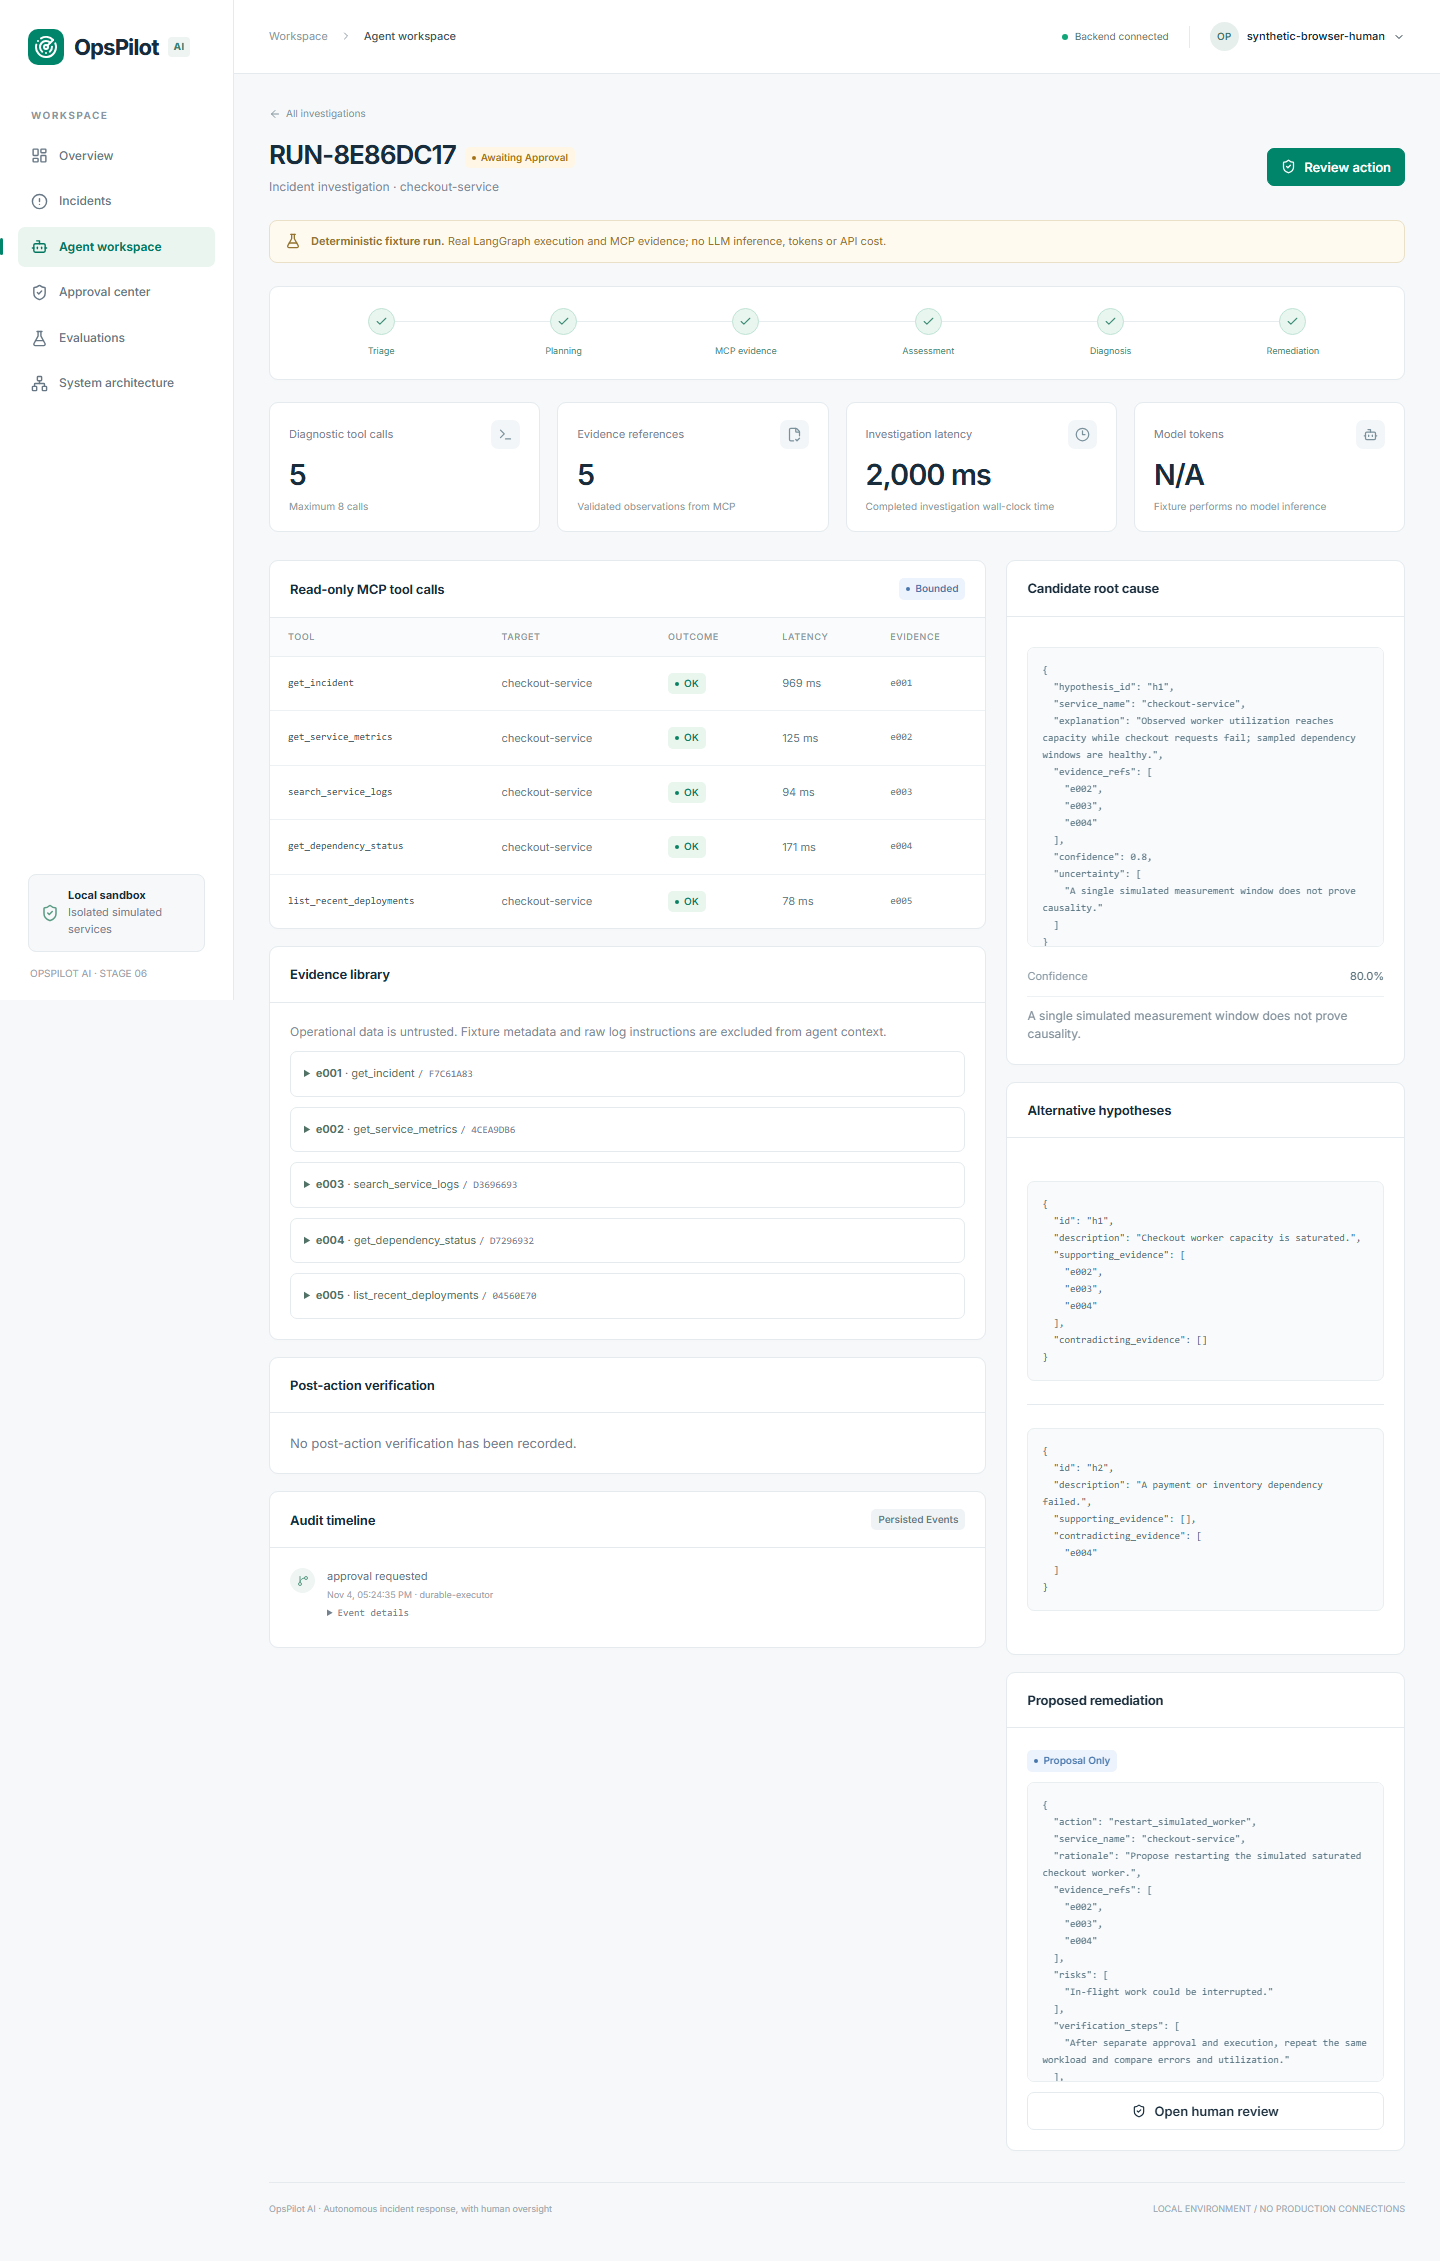 OpsPilot AI
WORKSPACE
Overview
Incidents
Agent workspace
Approval center
Evaluations
System architecture
Local sandbox
Isolated simulated
services
OPSPILOT AI · STAGE 06
Workspace > Agent workspace
Backend connected
OP synthetic-browser-human
← All investigations
RUN-8E86DC17 • Awaiting Approval
Incident investigation · checkout-service
Review action
Deterministic fixture run. Real LangGraph execution and MCP evidence; no LLM inference, tokens or API cost.
Triage
Planning
MCP evidence
Assessment
Diagnosis
Remediation
Diagnostic tool calls
5
Maximum 8 calls
Evidence references
5
Validated observations from MCP
Investigation latency
2,000 ms
Completed investigation wall-clock time
Model tokens
N/A
Fixture performs no model inference
Read-only MCP tool calls
• Bounded
TOOL TARGET OUTCOME LATENCY EVIDENCE
get_incident checkout-service • OK 969 ms e001
get_service_metrics checkout-service • OK 125 ms e002
search_service_logs checkout-service • OK 94 ms e003
get_dependency_status checkout-service • OK 171 ms e004
list_recent_deployments checkout-service • OK 78 ms e005
Evidence library
Operational data is untrusted. Fixture metadata and raw log instructions are excluded from agent context.
▶ e001 · get_incident / F7C61A83
▶ e002 · get_service_metrics / 4CEA9DB6
▶ e003 · search_service_logs / D3696693
▶ e004 · get_dependency_status / D7296932
▶ e005 · list_recent_deployments / 04560E70
Post-action verification
No post-action verification has been recorded.
Audit timeline
Persisted Events
approval requested
Nov 4, 05:24:35 PM · durable-executor
▶ Event details
Candidate root cause
{
"hypothesis_id": "h1",
"service_name": "checkout-service",
"explanation": "Observed worker utilization reaches
capacity while checkout requests fail; sampled dependency
windows are healthy.",
"evidence_refs": [
"e002",
"e003",
"e004"
],
"confidence": 0.8,
"uncertainty": [
"A single simulated measurement window does not prove
causality."
]
}
Confidence 80.0%
A single simulated measurement window does not prove
causality.
Alternative hypotheses
{
"id": "h1",
"description": "Checkout worker capacity is saturated.",
"supporting_evidence": [
"e002",
"e003",
"e004"
],
"contradicting_evidence": []
}
{
"id": "h2",
"description": "A payment or inventory dependency
failed.",
"supporting_evidence": [],
"contradicting_evidence": [
"e004"
]
}
Proposed remediation
• Proposal Only
{
"action": "restart_simulated_worker",
"service_name": "checkout-service",
"rationale": "Propose restarting the simulated saturated
checkout worker.",
"evidence_refs": [
"e002",
"e003",
"e004"
],
"risks": [
"In-flight work could be interrupted."
],
"verification_steps": [
"After separate approval and execution, repeat the same
workload and compare errors and utilization."
],
Open human review
OpsPilot AI · Autonomous incident response, with human oversight
LOCAL ENVIRONMENT / NO PRODUCTION CONNECTIONS